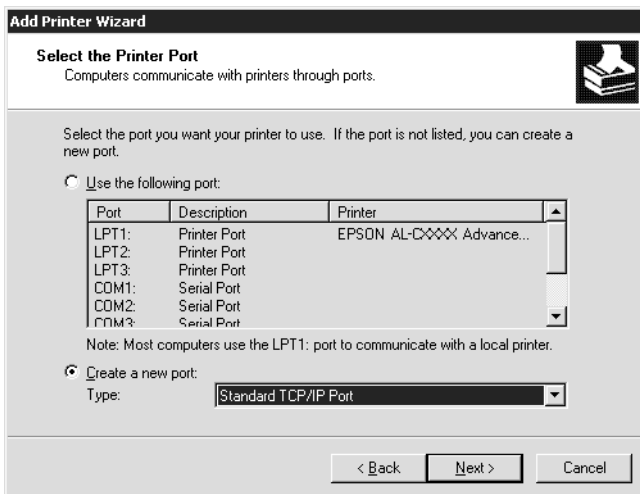 Add Printer Wizard
Select the Printer Port
Computers communicate with printers through ports.
Select the port you want your printer to use. If the port is not listed, you can create a
new port.
Use the following port:
Port Description Printer
LPT1: Printer Port EPSON AL-CXXXX Advance...
LPT2: Printer Port
LPT3: Printer Port
COM1: Serial Port
COM2: Serial Port
COM3: Serial Port
Note: Most computers use the LPT1: port to communicate with a local printer.
Create a new port:
Type: Standard TCP/IP Port
< Back Next > Cancel